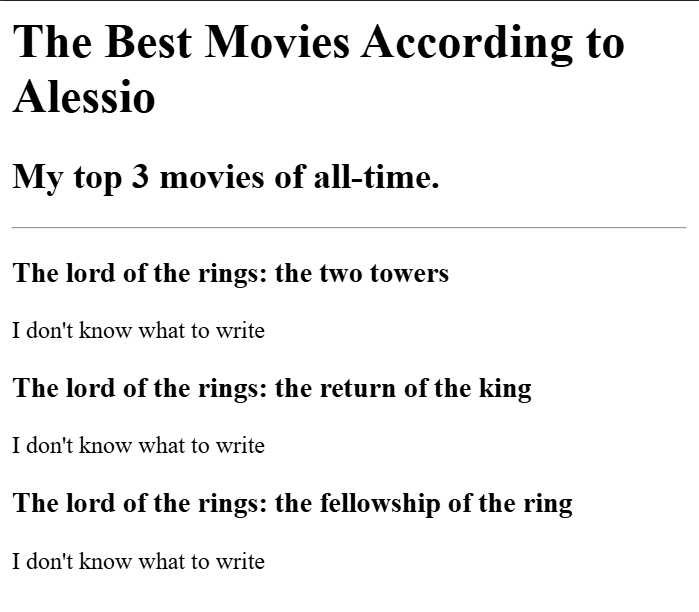 The Best Movies According to
Alessio
My top 3 movies of all-time.
The lord of the rings: the two towers
I don't know what to write
The lord of the rings: the return of the king
I don't know what to write
The lord of the rings: the fellowship of the ring
I don't know what to write